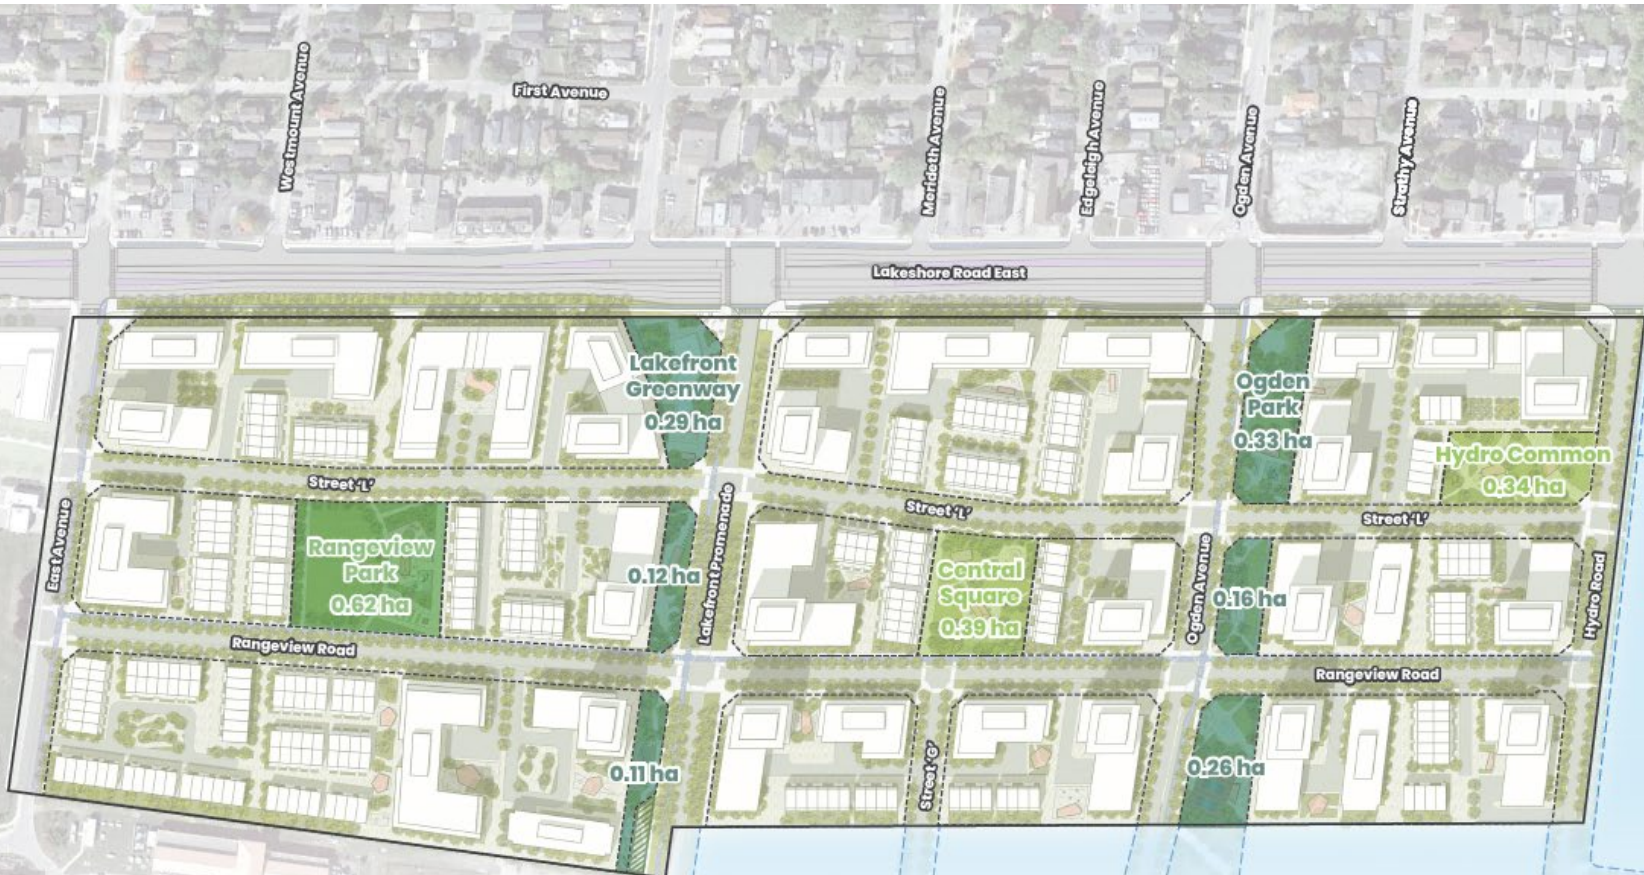 Westmount Avenue
First Avenue
Merideth Avenue
Edgeleigh Avenue
Ogden Avenue
Strathy Avenue
Lakeshore Road East
Lakefront
Greenway
0.29 ha
Ogden
Park
0.33 ha
Hydro Common
0.34 ha
Street 'L'
Street 'L'
Street 'L'
East Avenue
Rangeview
Park
0.62 ha
0.12 ha
Lakefront Promenade
Central
Square
0.39 ha
Ogden Avenue
0.16 ha
Hydro Road
Rangeview Road
Rangeview Road
0.11 ha
Street 'G'
0.26 ha